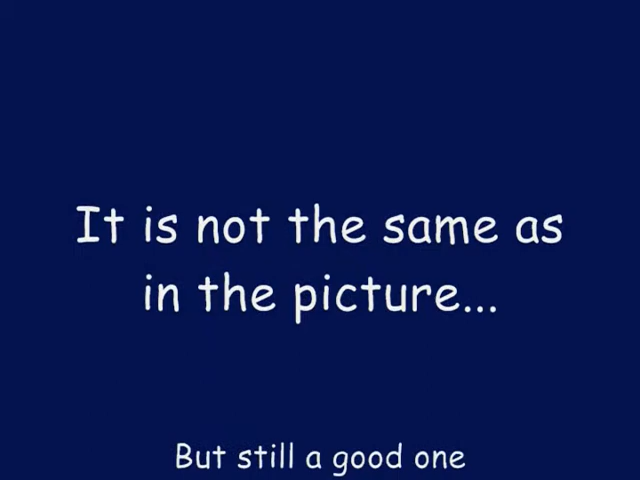 It is not the same as
in the picture...
But still a good one